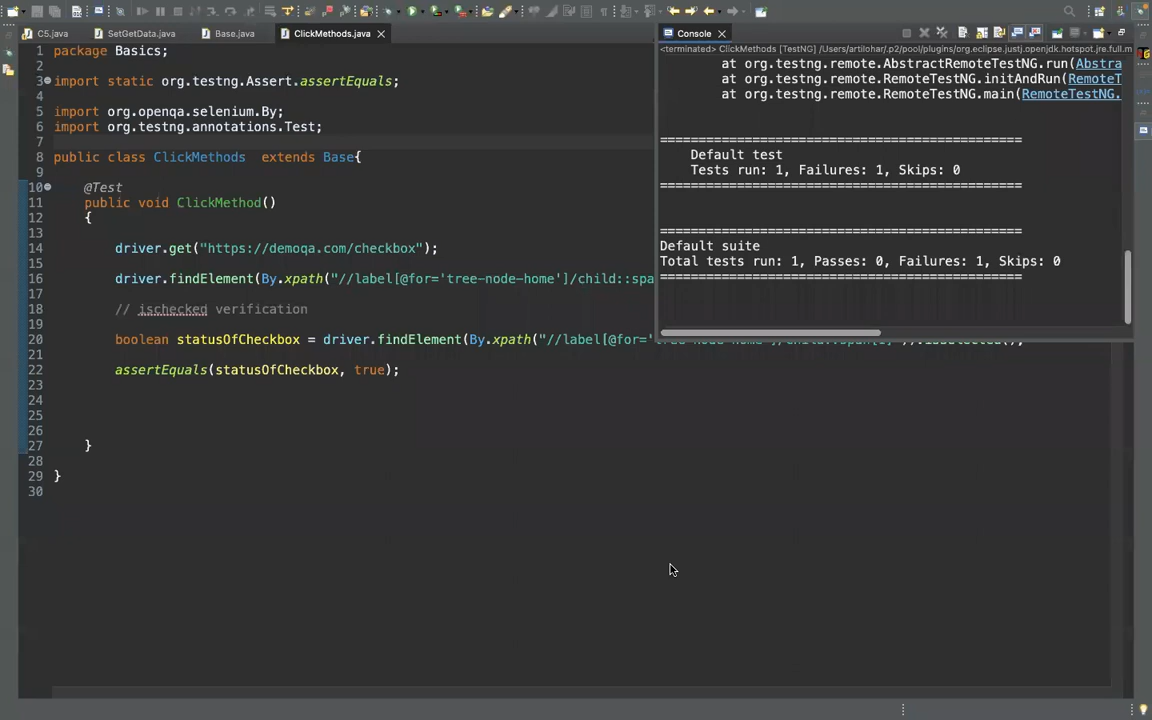 C5.java
SetGetData.java
Base.java
ClickMethods.java
Console
<terminated> ClickMethods [TestNG] /Users/artilohar/.p2/pool/plugins/org.eclipse.justj.openjdk.hotspot.jre.full.m
1 package Basics;
2
3 import static org.testng.Assert.assertEquals;
4
5 import org.openqa.selenium.By;
6 import org.testng.annotations.Test;
7
8 public class ClickMethods extends Base{
9
10 @Test
11 public void ClickMethod()
12 {
13
14 driver.get("https://demoqa.com/checkbox");
15
16 driver.findElement(By.xpath("//label[@for='tree-node-home']/child::spa
17
18 // ischecked verification
19
20 boolean statusOfCheckbox = driver.findElement(By.xpath("//label[@for='
21
22 assertEquals(statusOfCheckbox, true);
23
24
25
26
27 }
28
29 }
30
at org.testng.remote.AbstractRemoteTestNG.run(Abstra
at org.testng.remote.RemoteTestNG.initAndRun(RemoteT
at org.testng.remote.RemoteTestNG.main(RemoteTestNG.
===============================================
Default test
Tests run: 1, Failures: 1, Skips: 0
===============================================
===============================================
Default suite
Total tests run: 1, Passes: 0, Failures: 1, Skips: 0
===============================================